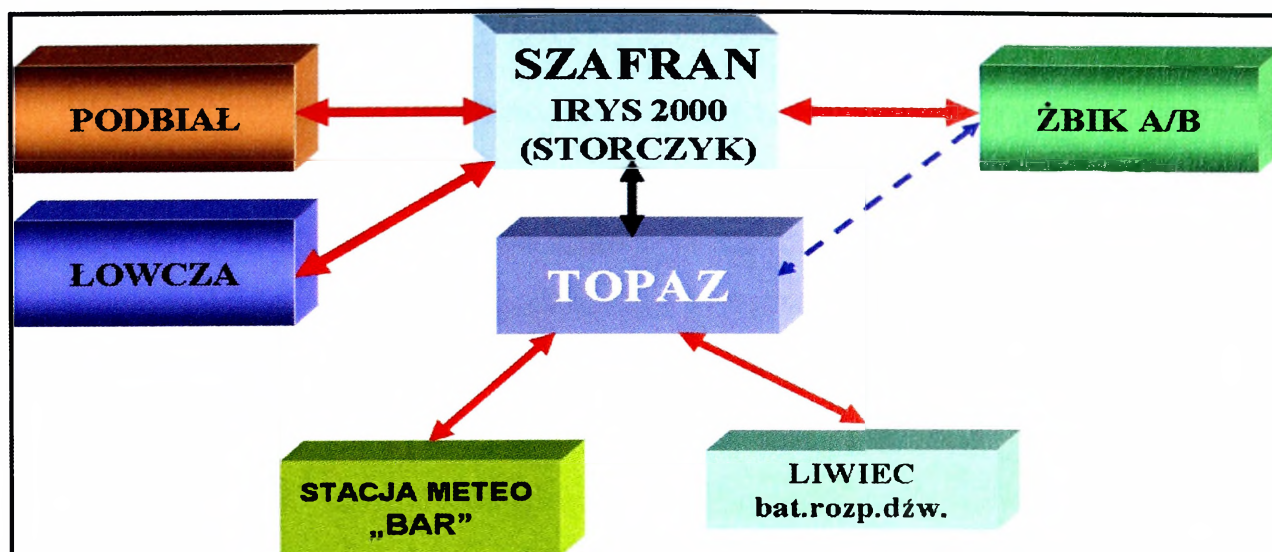 PODBIAŁ
SZAFRAN
IRYS 2000
(STORCZYK)
ŻBIK A/B
ŁOWCZA
TOPAZ
STACJA METEO
„BAR”
LIWIEC
bat.rozp.dźw.